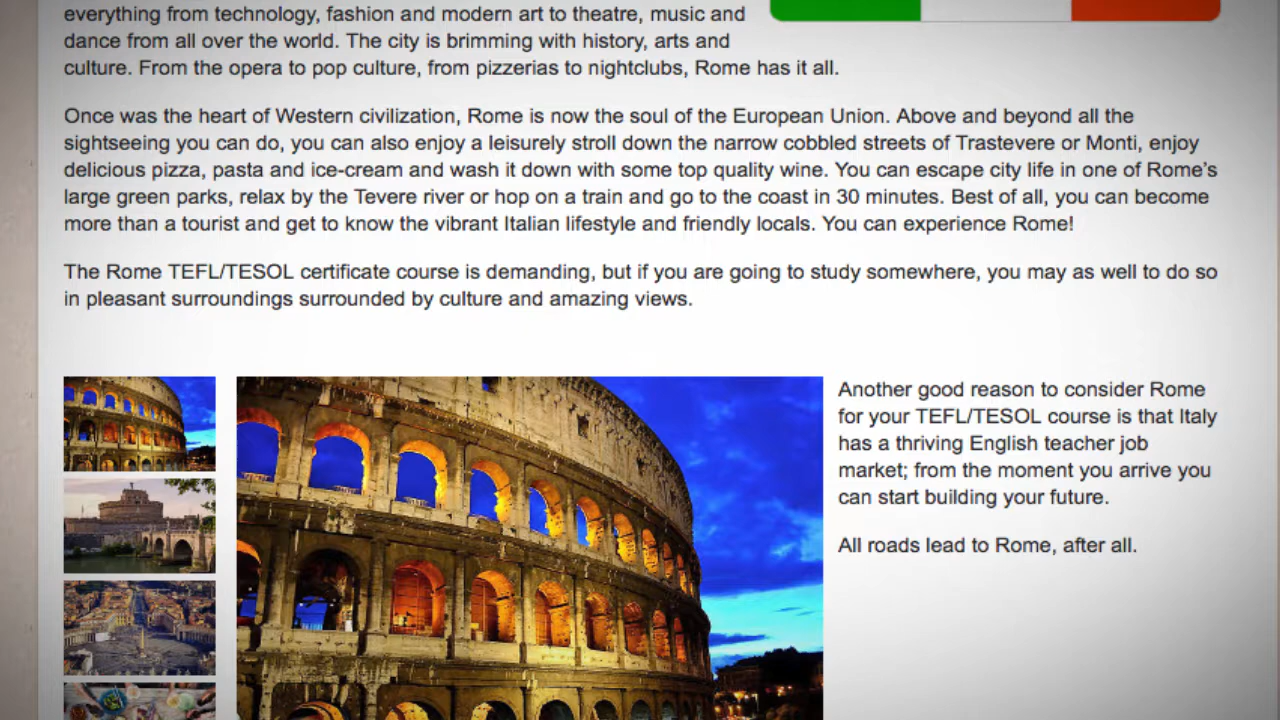 everything from technology, fashion and modern art to theatre, music and
dance from all over the world. The city is brimming with history, arts and
culture. From the opera to pop culture, from pizzerias to nightclubs, Rome has it all.
Once was the heart of Western civilization, Rome is now the soul of the European Union. Above and beyond all the
sightseeing you can do, you can also enjoy a leisurely stroll down the narrow cobbled streets of Trastevere or Monti, enjoy
delicious pizza, pasta and ice-cream and wash it down with some top quality wine. You can escape city life in one of Rome’s
large green parks, relax by the Tevere river or hop on a train and go to the coast in 30 minutes. Best of all, you can become
more than a tourist and get to know the vibrant Italian lifestyle and friendly locals. You can experience Rome!
The Rome TEFL/TESOL certificate course is demanding, but if you are going to study somewhere, you may as well to do so
in pleasant surroundings surrounded by culture and amazing views.
Another good reason to consider Rome
for your TEFL/TESOL course is that Italy
has a thriving English teacher job
market; from the moment you arrive you
can start building your future.
All roads lead to Rome, after all.